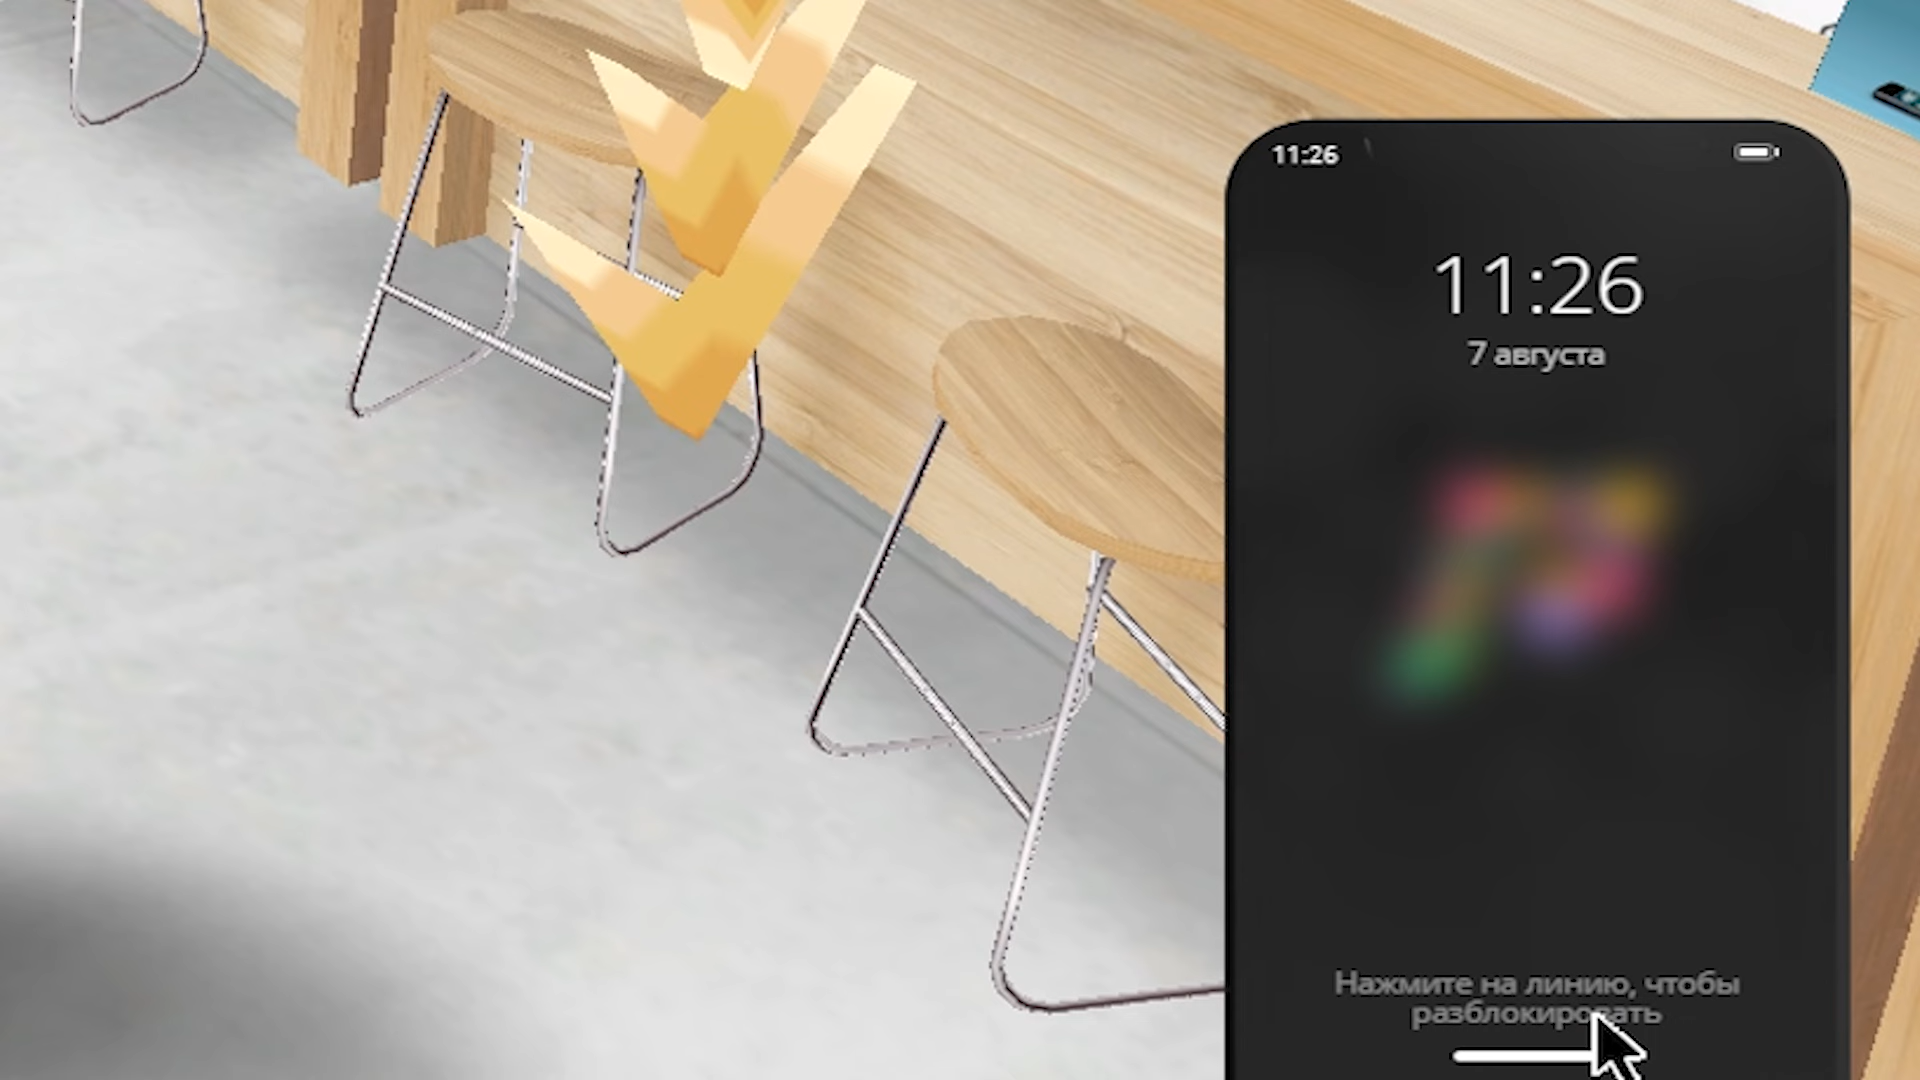 11:26
11:26
7 августа
Нажмите на линию, чтобы
разблокировать